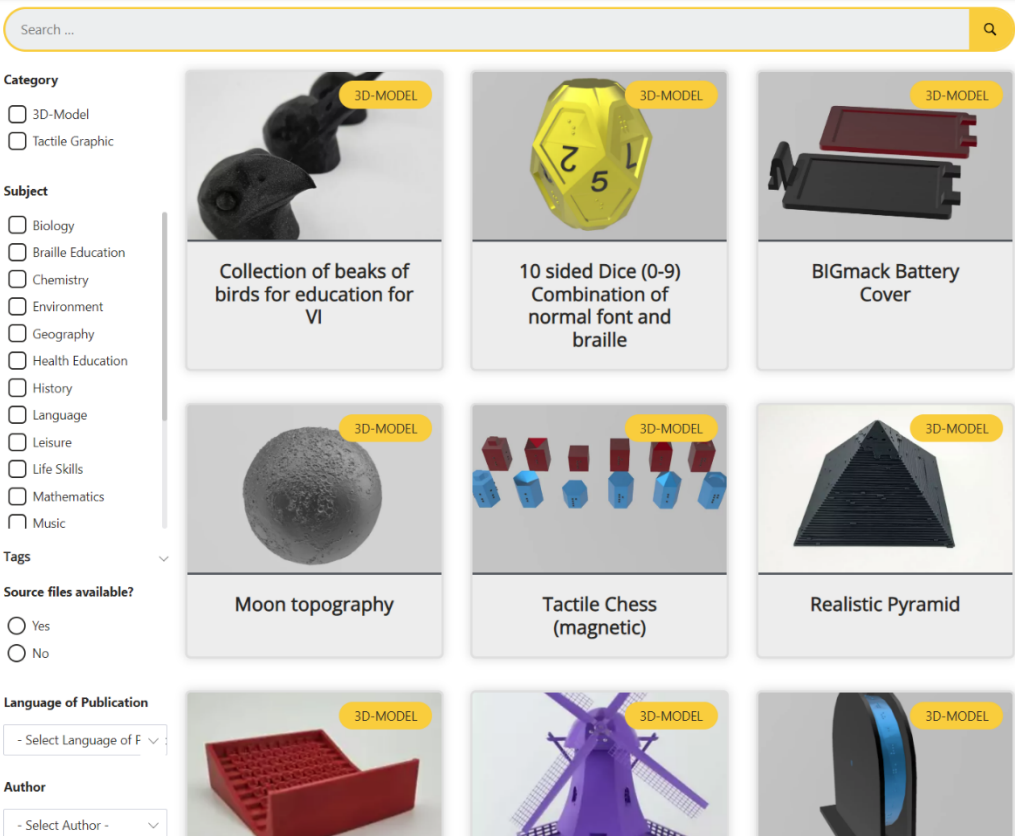 Search ...
Category
3D-Model
Tactile Graphic
Subject
Biology
Braille Education
Chemistry
Environment
Geography
Health Education
History
Language
Leisure
Life Skills
Mathematics
Music
Tags
Source files available?
Yes
No
Language of Publication
- Select Language of F
Author
- Select Author -
3D-MODEL
Collection of beaks of
birds for education for
VI
3D-MODEL
2
5
10 sided Dice (0-9)
Combination of
normal font and
braille
3D-MODEL
BIGmack Battery
Cover
3D-MODEL
Moon topography
3D-MODEL
Tactile Chess
(magnetic)
3D-MODEL
Realistic Pyramid
3D-MODEL
3D-MODEL
3D-MODEL